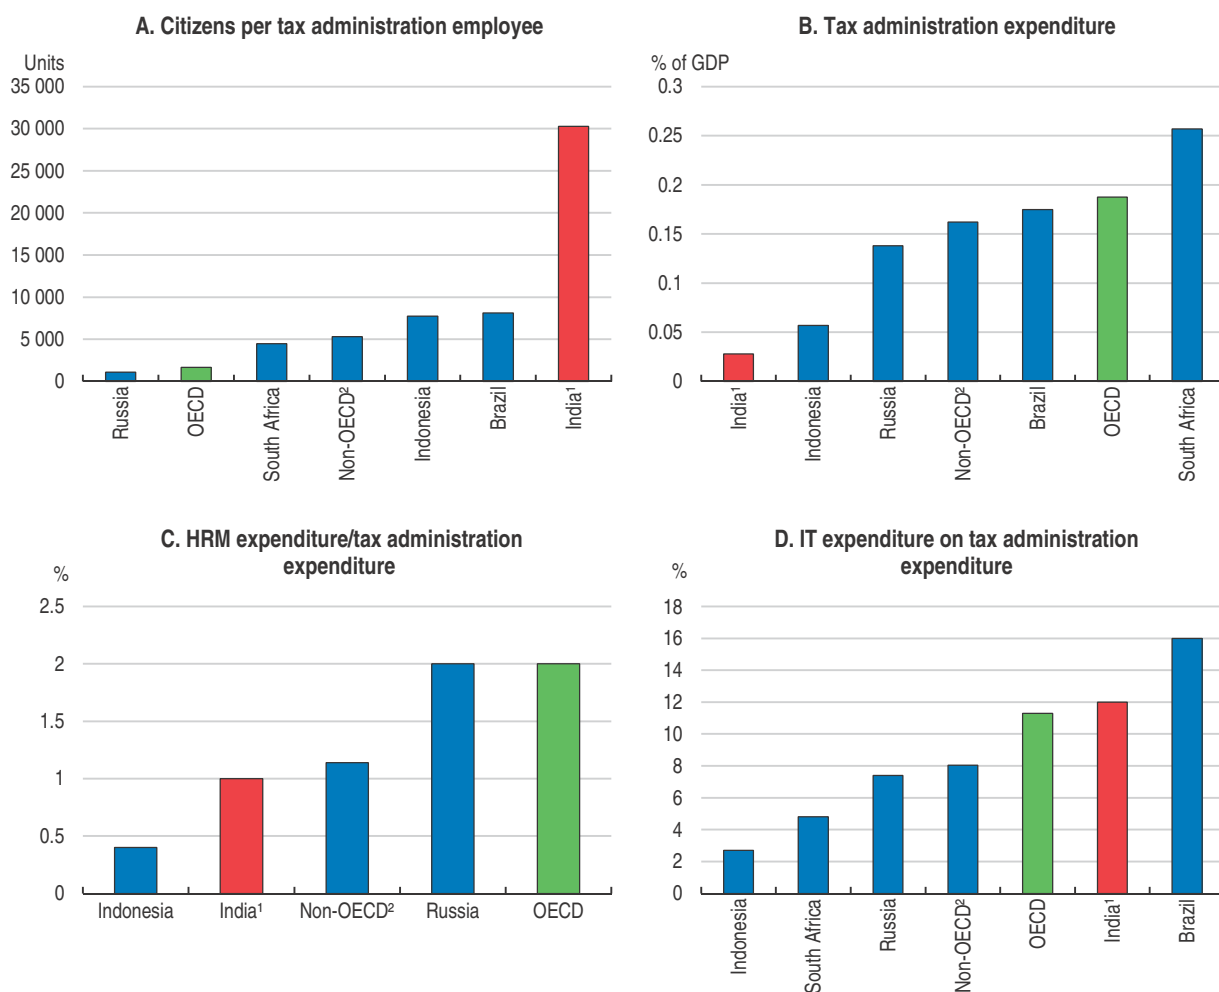 A. Citizens per tax administration employee
Units
35 000
30 000
25 000
20 000
15 000
10 000
5 000
0
Russia
OECD
South Africa
Non-OECD²
Indonesia
Brazil
India¹
B. Tax administration expenditure
% of GDP
0.3
0.25
0.2
0.15
0.1
0.05
0
India¹
Indonesia
Russia
Non-OECD²
Brazil
OECD
South Africa
C. HRM expenditure/tax administration
expenditure
%
2.5
2
1.5
1
0.5
0
Indonesia
India¹
Non-OECD²
Russia
OECD
D. IT expenditure on tax administration
expenditure
%
18
16
14
12
10
8
6
4
2
0
Indonesia
South Africa
Russia
Non-OECD²
OECD
India¹
Brazil